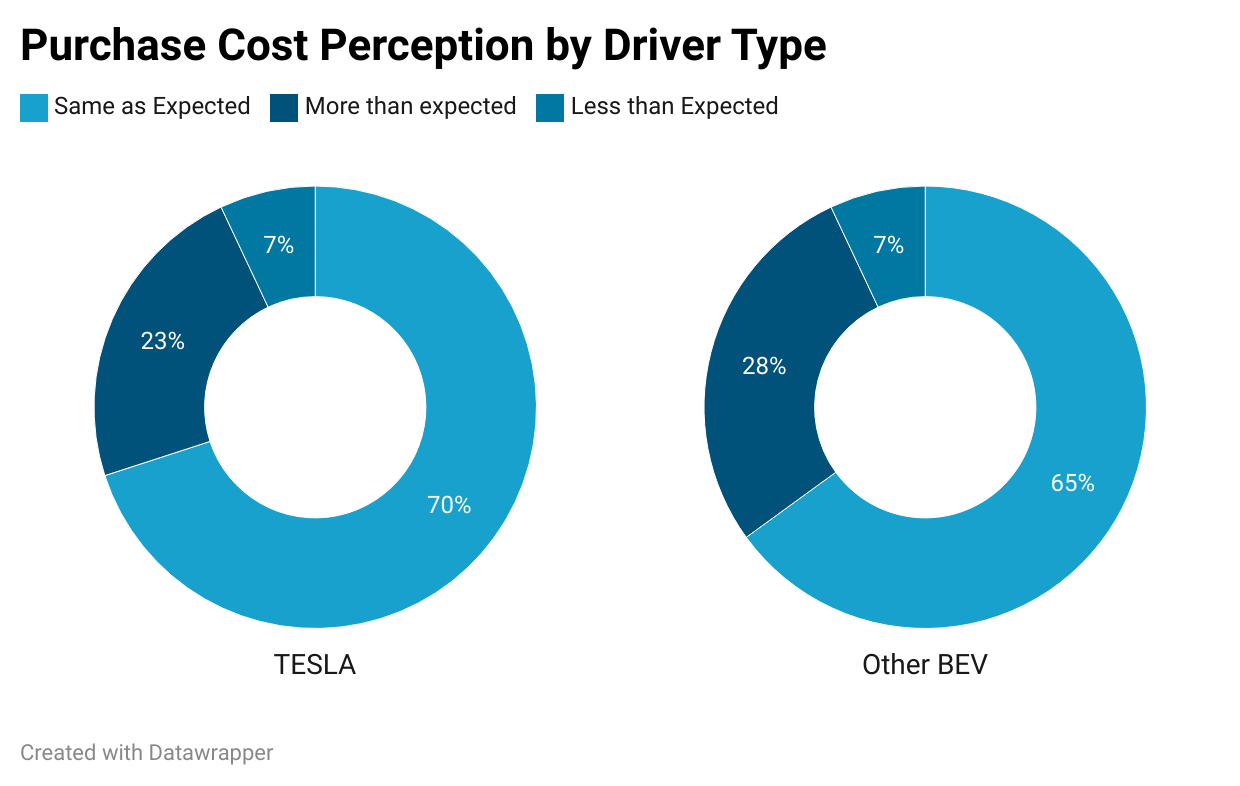 Purchase Cost Perception by Driver Type
Same as Expected More than expected Less than Expected
7% 7%
23%
28%
65%
70%
TESLA Other BEV
Created with Datawrapper